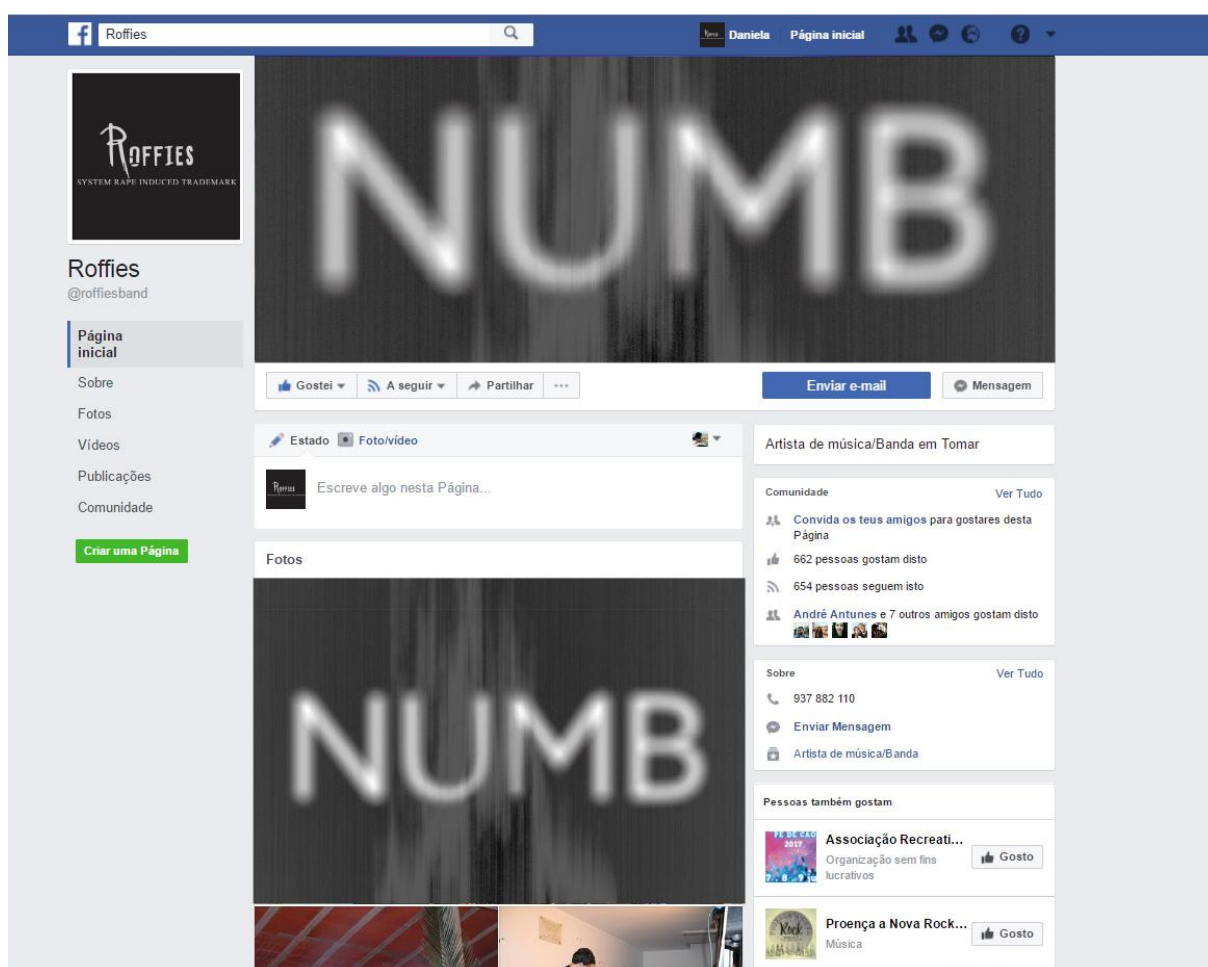 Roffies
Daniela
Página inicial
ROFFIES
SYSTEM RAPE INDUCED TRADEMARK
NUMB
Roffies
@roffiesband
Página
inicial
Sobre
Fotos
Vídeos
Publicações
Comunidade
Criar uma Página
Gostei
A seguir
Partilhar
Enviar e-mail
Mensagem
Estado
Foto/vídeo
Escreve algo nesta Página...
Fotos
NUMB
Artista de música/Banda em Tomar
Comunidade
Ver Tudo
Convida os teus amigos para gostares desta
Página
662 pessoas gostam disto
654 pessoas seguem isto
André Antunes e 7 outros amigos gostam disto
Sobre
Ver Tudo
937 882 110
Enviar Mensagem
Artista de música/Banda
Pessoas também gostam
2017
Associação Recreati...
Organização sem fins
lucrativos
Gosto
Rock
Proença a Nova Rock...
Música
Gosto